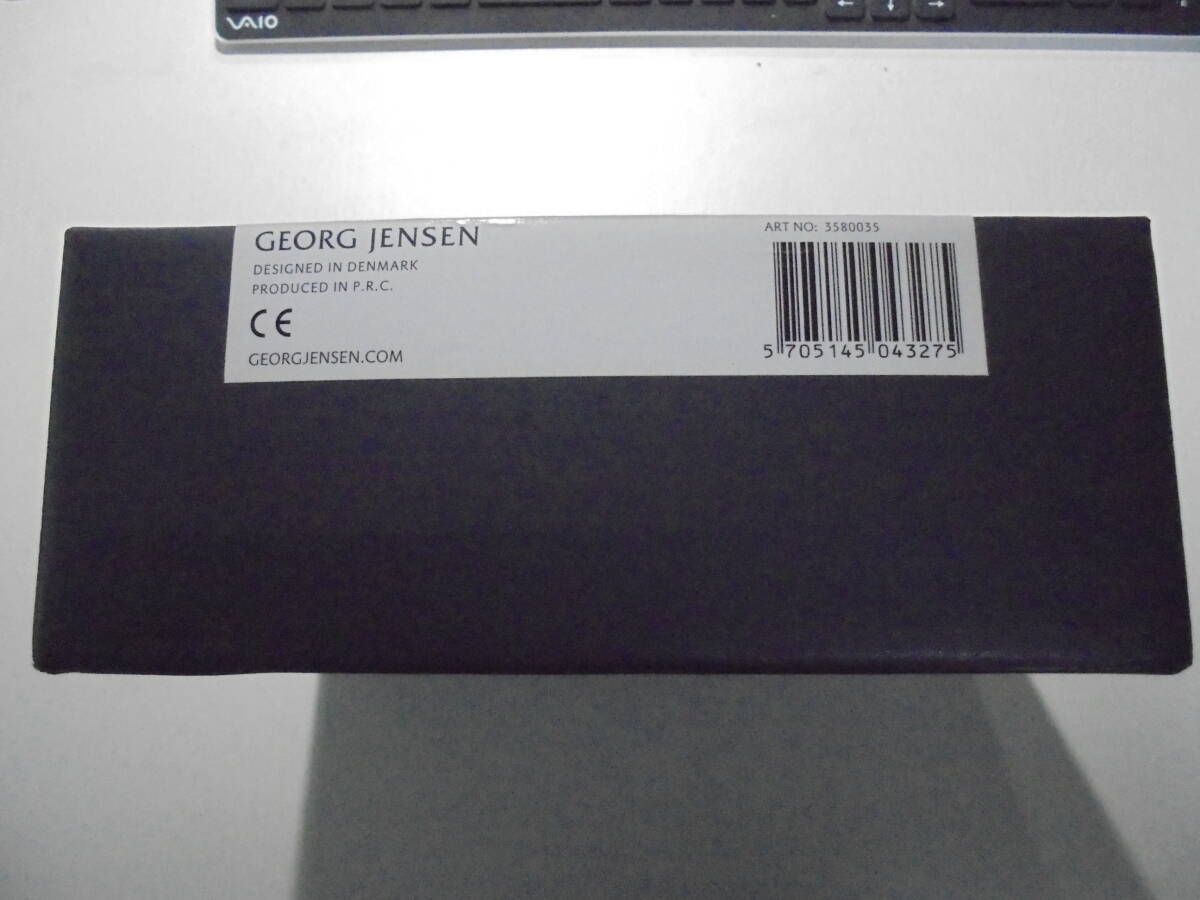 VAIO
← ↓ →
GEORG JENSEN
DESIGNED IN DENMARK
PRODUCED IN P.R.C.
CE
GEORGJENSEN.COM
ART NO: 3580035
5 705145 043275